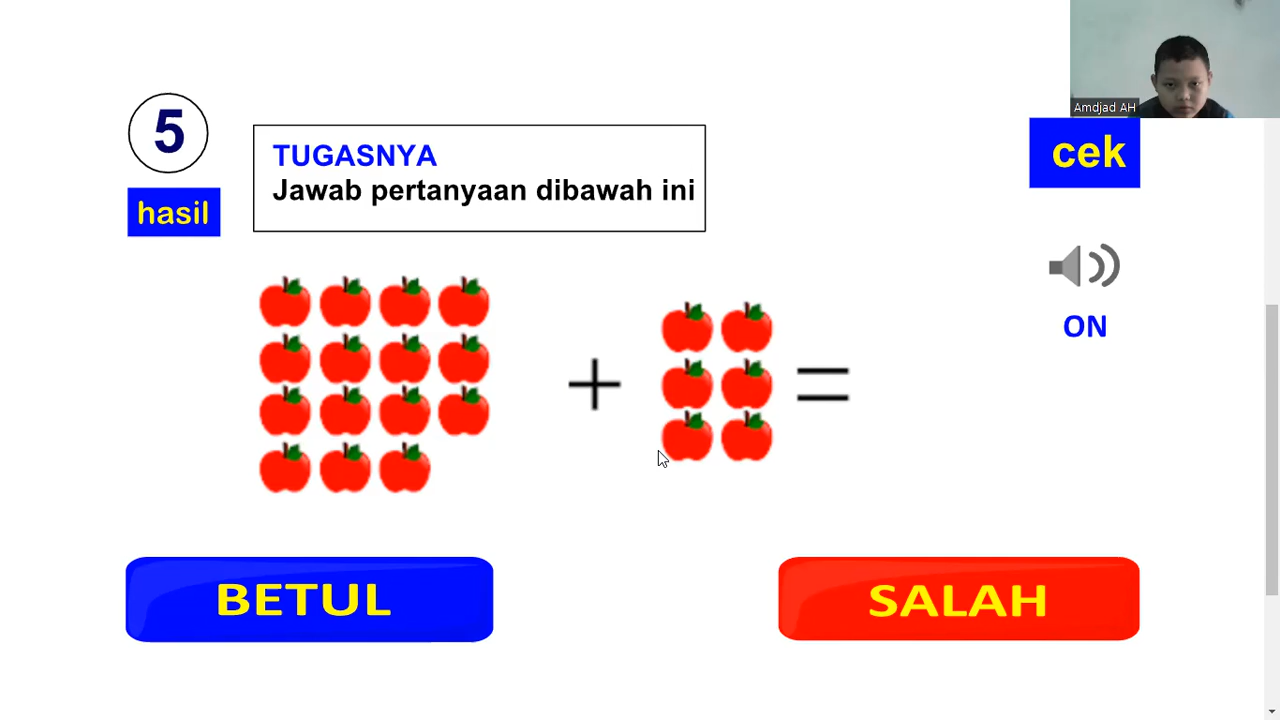 Amdjad AH
5
TUGASNYA
Jawab pertanyaan dibawah ini
cek
hasil
ON
+
=
BETUL
SALAH